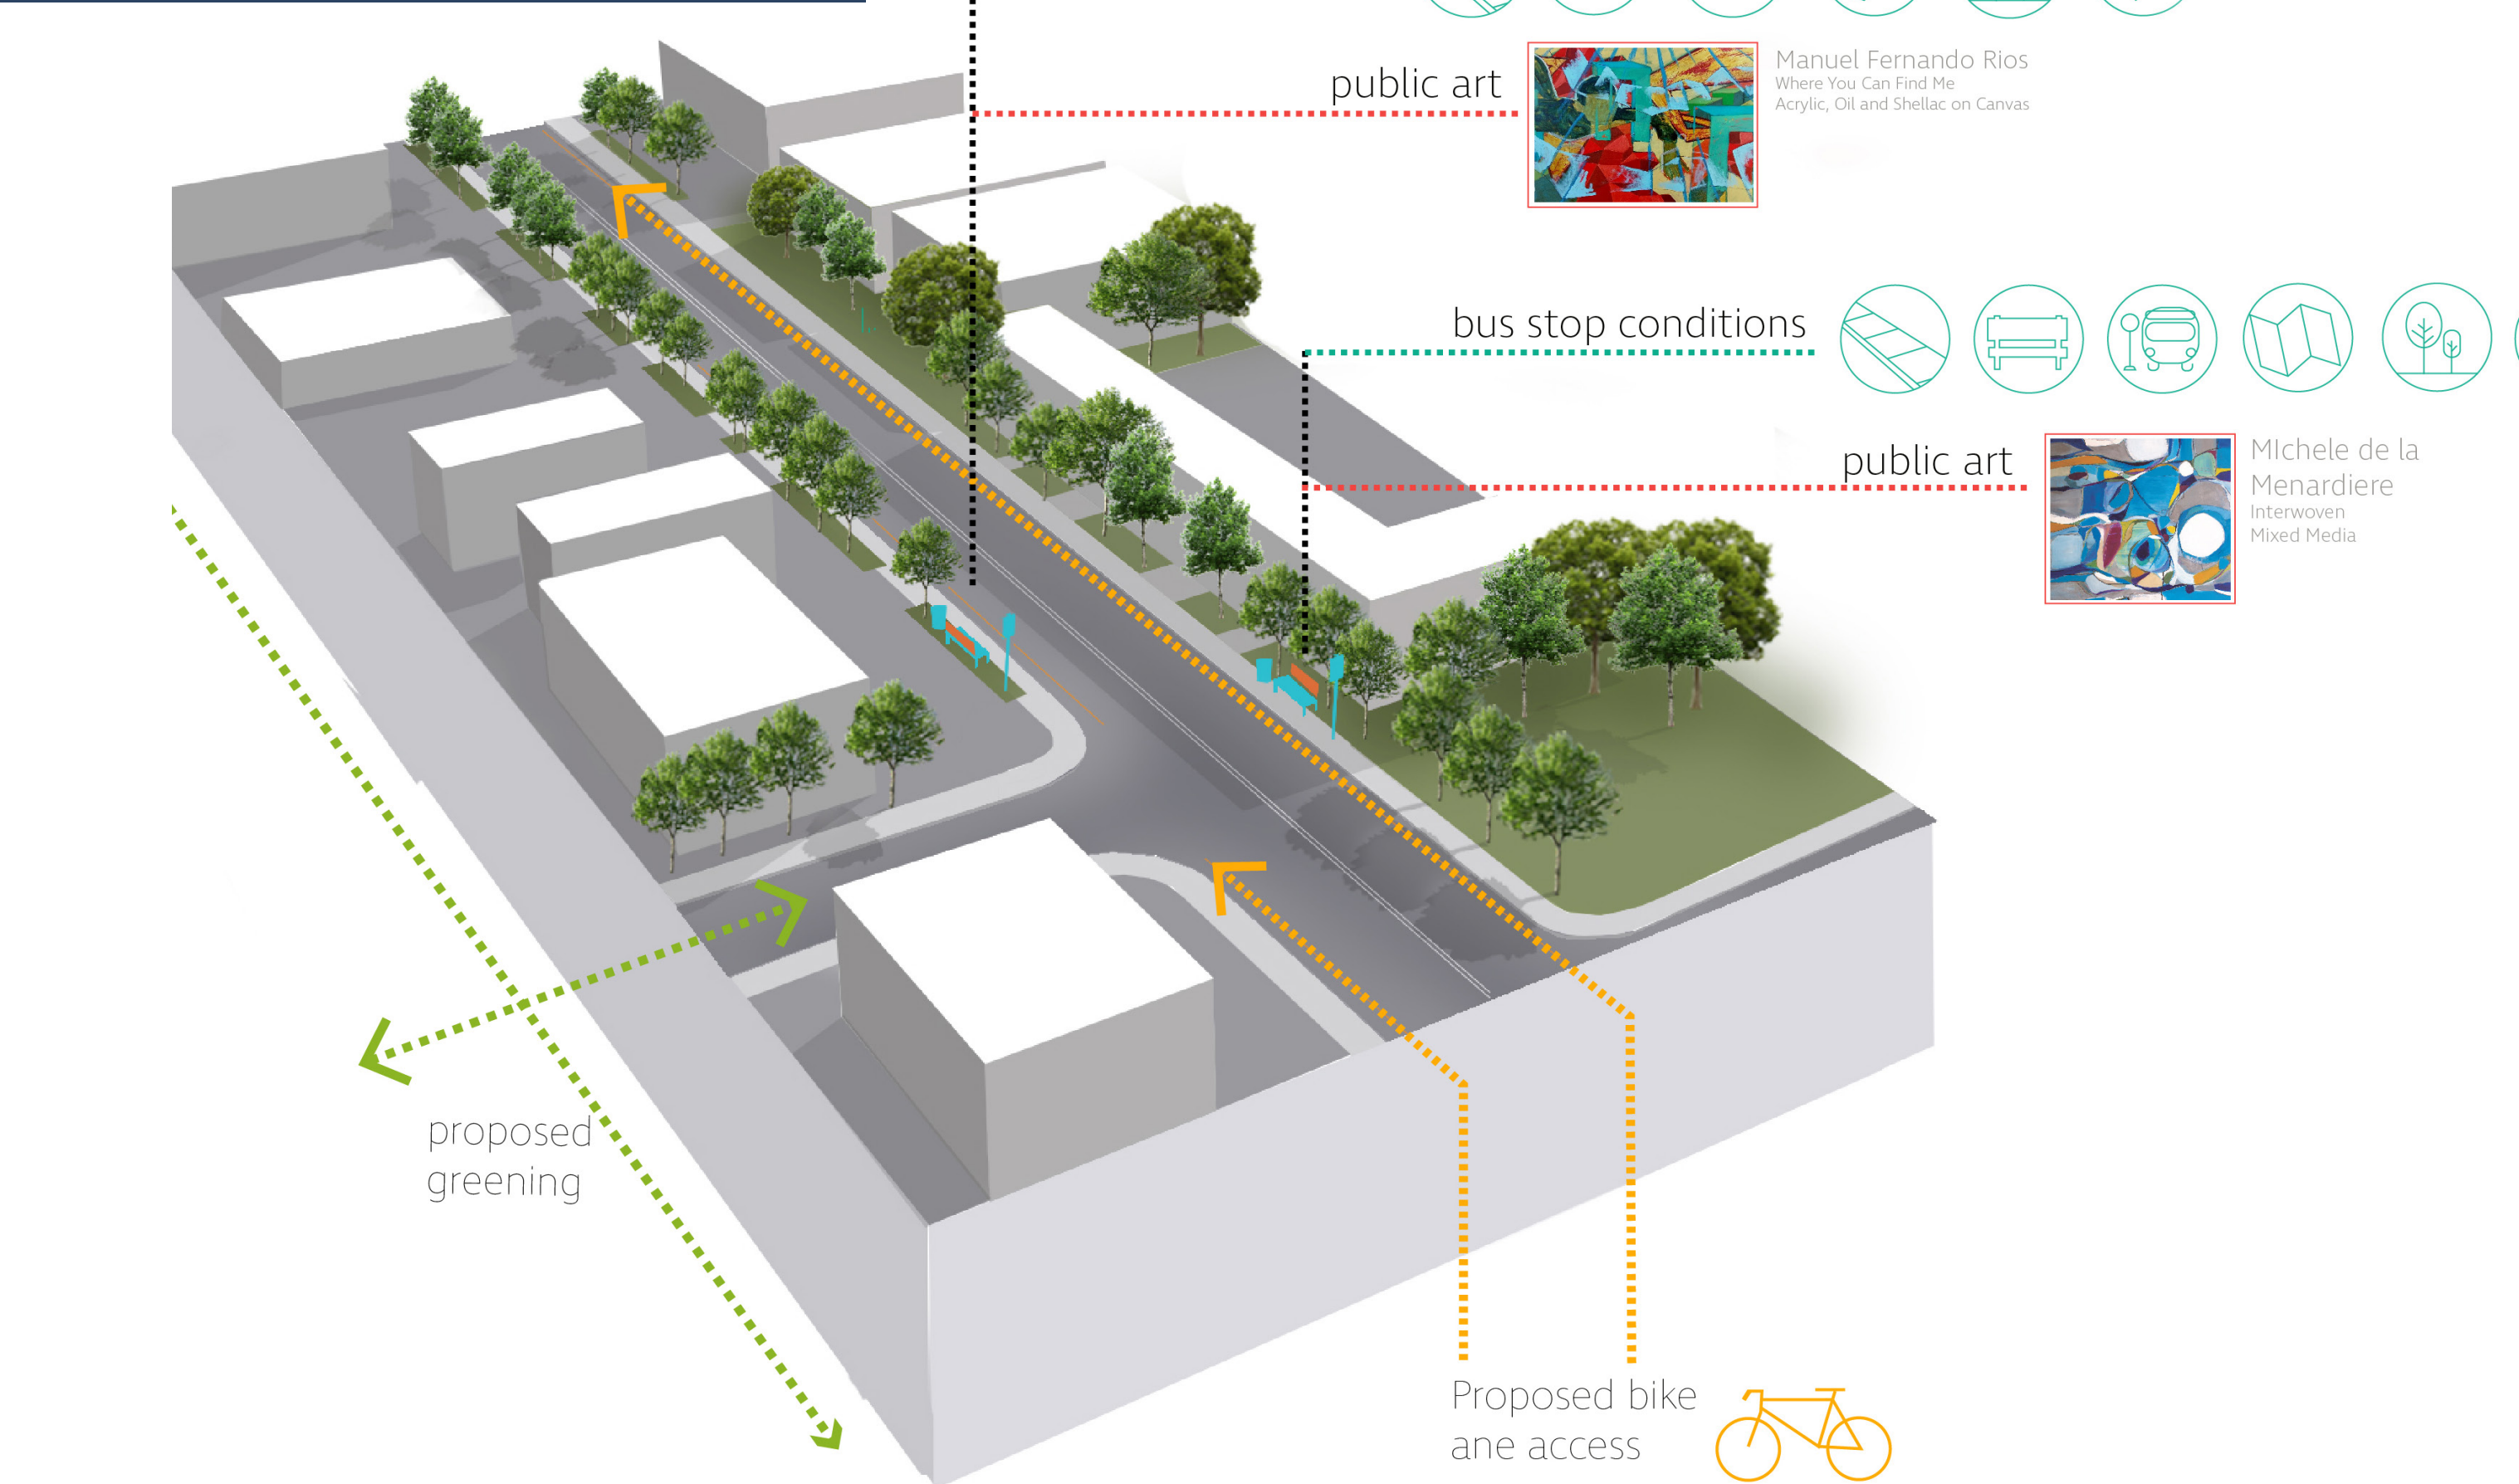 public art
Manuel Fernando Rios
Where You Can Find Me
Acrylic, Oil and Shellac on Canvas
bus stop conditions
public art
MIchele de la
Menardiere
Interwoven
Mixed Media
proposed
greening
Proposed bike
ane access